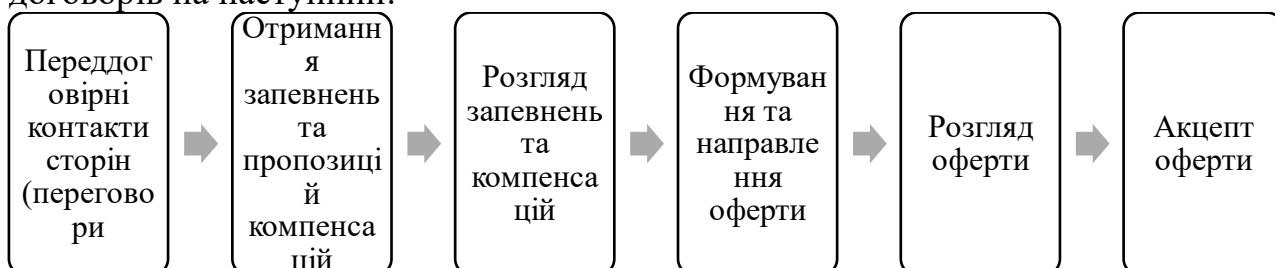 договорів на наступний:
Переддог
овірні
контакти
сторін
(перегово
ри
Отриманн
я
запевнень
та
пропозиці
й
компенса
цій
Розгляд
запевнень
та
компенса
цій
Формуван
ня та
направле
ння
оферти
Розгляд
оферти
Акцепт
оферти